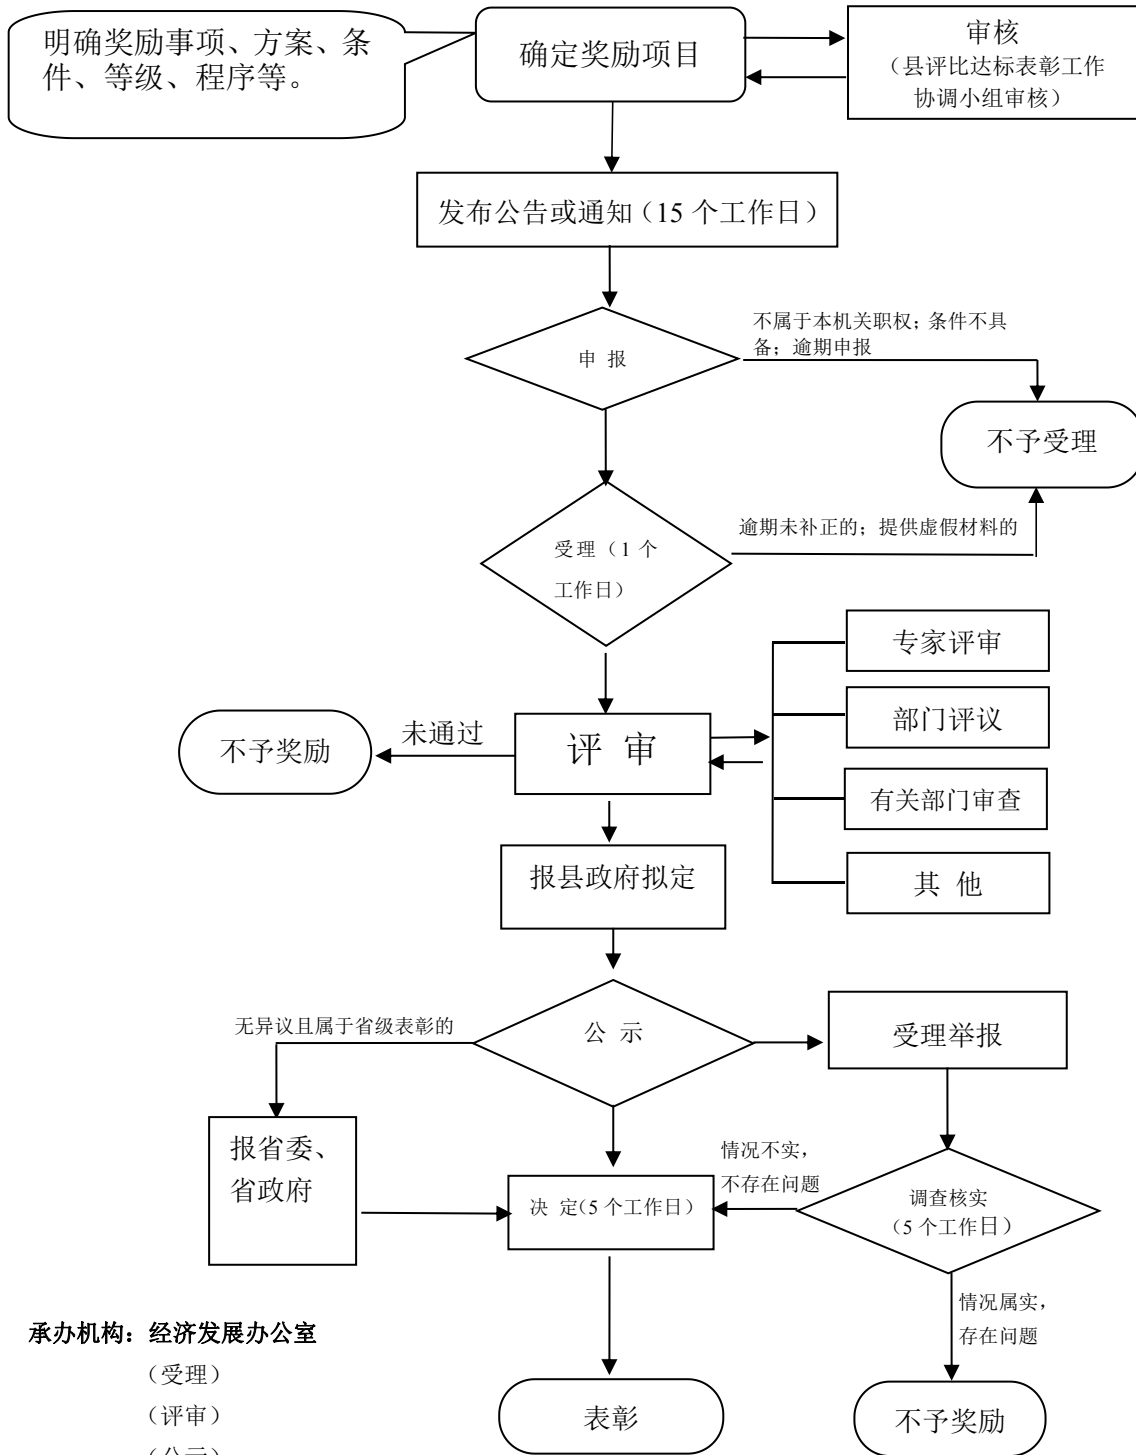 明确奖励事项、方案、条
件、等级、程序等。
确定奖励项目
审核
（县评比达标表彰工作
协调小组审核）
发布公告或通知（15 个工作日）
申 报
不属于本机关职权；条件不具
备；逾期申报
不予受理
受理（1 个
工作日）
逾期未补正的；提供虚假材料的
专家评审
部门评议
有关部门审查
其 他
评 审
未通过
不予奖励
报县政府拟定
公 示
无异议且属于省级表彰的
受理举报
报省委、
省政府
决 定（5 个工作日）
情况不实，
不存在问题
调查核实
（5 个工作日）
情况属实，
存在问题
承办机构：经济发展办公室
（受理）
（评审）
（公示）
表彰
不予奖励